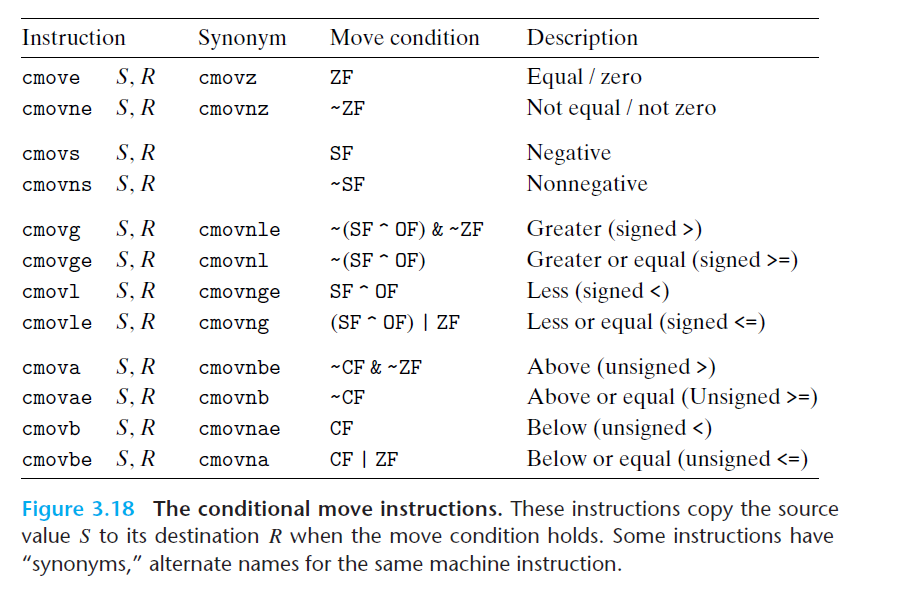 Instruction Synonym Move condition Description
cmove S, R cmovz ZF Equal / zero
cmovne S, R cmovnz ~ZF Not equal / not zero
cmovs S, R SF Negative
cmovns S, R ~SF Nonnegative
cmovg S, R cmovnle ~(SF ^ OF) & ~ZF Greater (signed >)
cmovge S, R cmovnl ~(SF ^ OF) Greater or equal (signed >=)
cmovl S, R cmovnge SF ^ OF Less (signed <)
cmovle S, R cmovng (SF ^ OF) | ZF Less or equal (signed <=)
cmova S, R cmovnbe ~CF & ~ZF Above (unsigned >)
cmovae S, R cmovnb ~CF Above or equal (Unsigned >=)
cmovb S, R cmovnae CF Below (unsigned <)
cmovbe S, R cmovna CF | ZF Below or equal (unsigned <=)
Figure 3.18 The conditional move instructions. These instructions copy the source
value S to its destination R when the move condition holds. Some instructions have
“synonyms,” alternate names for the same machine instruction.